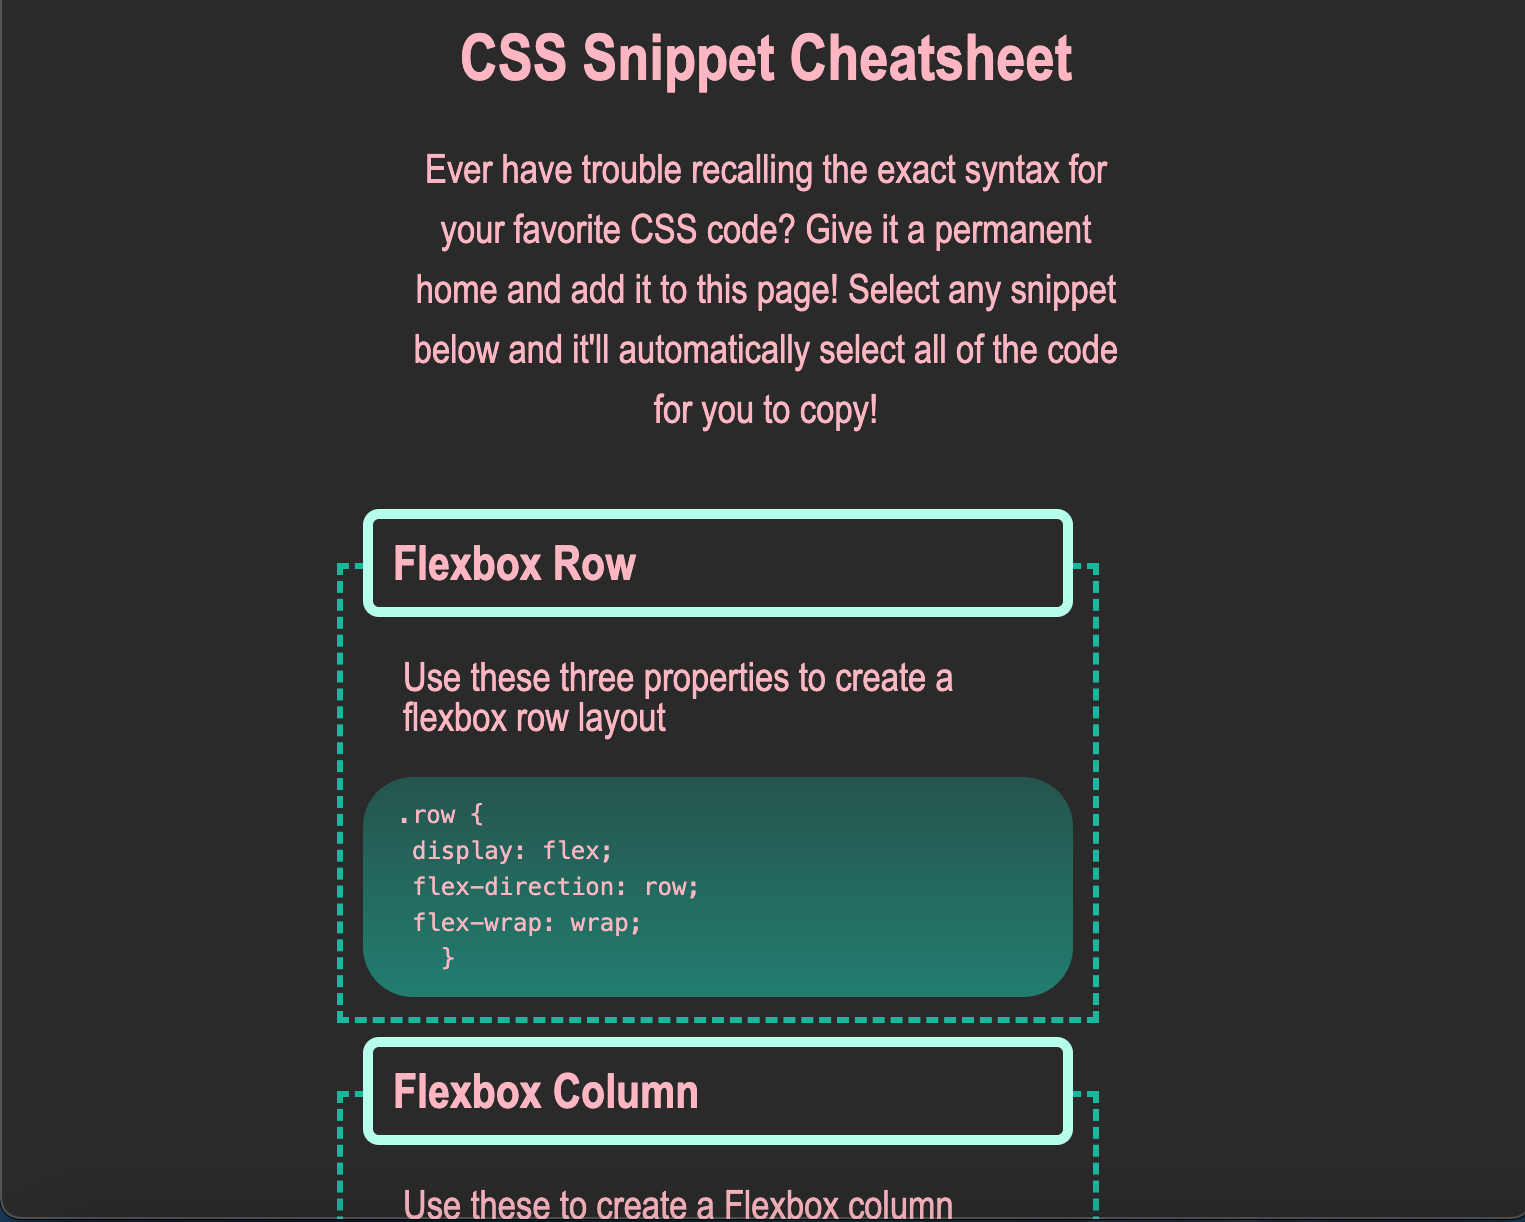 CSS Snippet Cheatsheet
Ever have trouble recalling the exact syntax for
your favorite CSS code? Give it a permanent
home and add it to this page! Select any snippet
below and it'll automatically select all of the code
for you to copy!
Flexbox Row
Use these three properties to create a
flexbox row layout
.row {
display: flex;
flex-direction: row;
flex-wrap: wrap;
}
Flexbox Column
Use these to create a Flexbox column